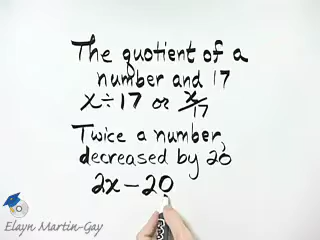 The quotient of a
number and 17
x ÷ 17 or x/17
Twice a number,
decreased by 20
2x - 20
Elayn Martin-Gay